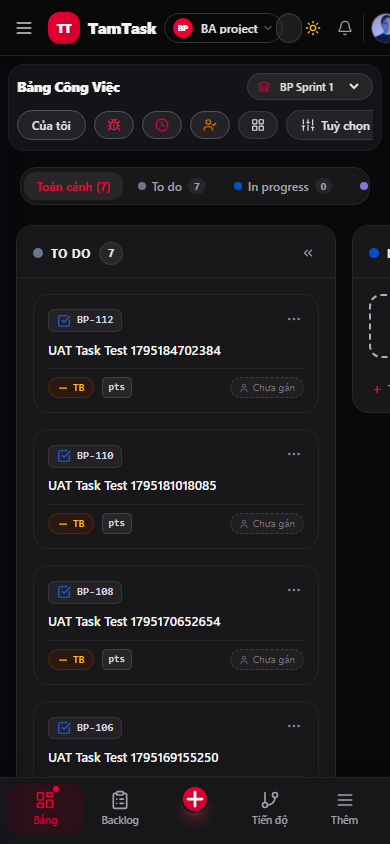 TT TamTask BP BA project
Bảng Công Việc BP Sprint 1
Của tôi Tuỳ chọn
Toàn cảnh (7) To do 7 In progress 0
TO DO 7
BP-112
UAT Task Test 1795184702384
TB pts Chưa gán
BP-110
UAT Task Test 1795181018085
TB pts Chưa gán
BP-108
UAT Task Test 1795170652654
TB pts Chưa gán
BP-106
UAT Task Test 1795169155250
Bảng Backlog Tiến độ Thêm